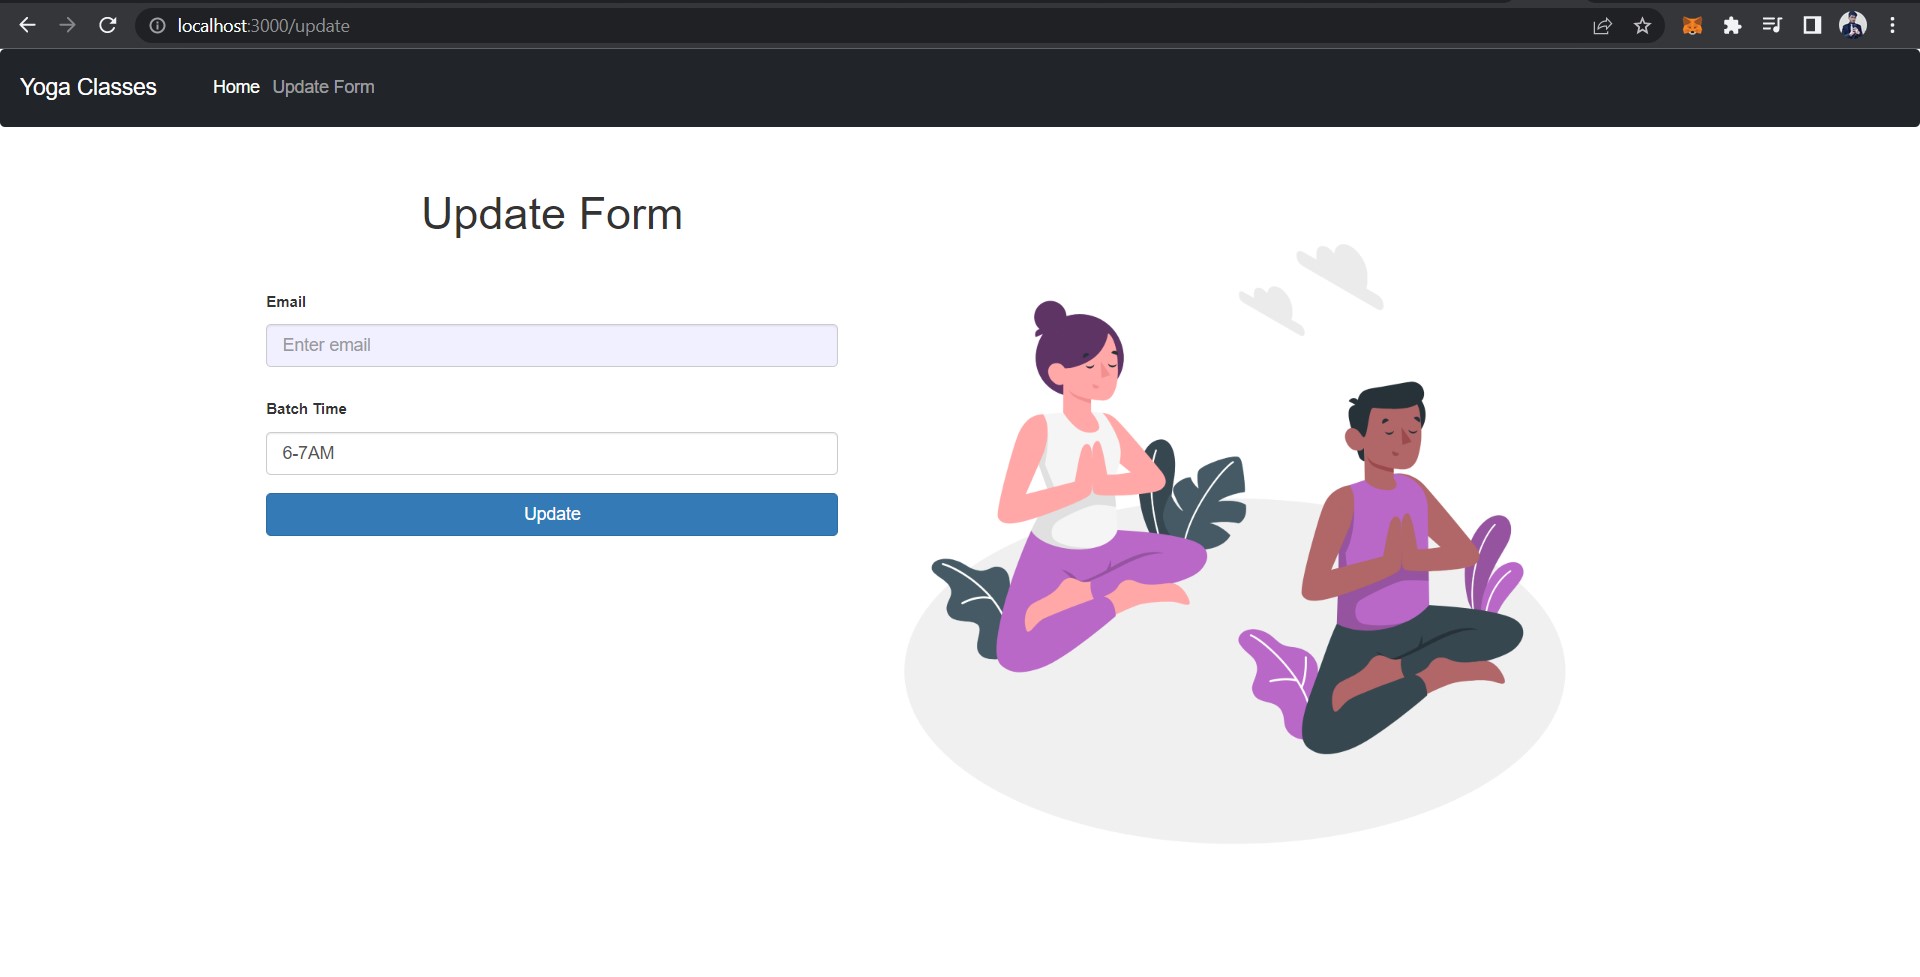 localhost:3000/update
Yoga Classes Home Update Form
Update Form
Email
Enter email
Batch Time
6-7AM
Update